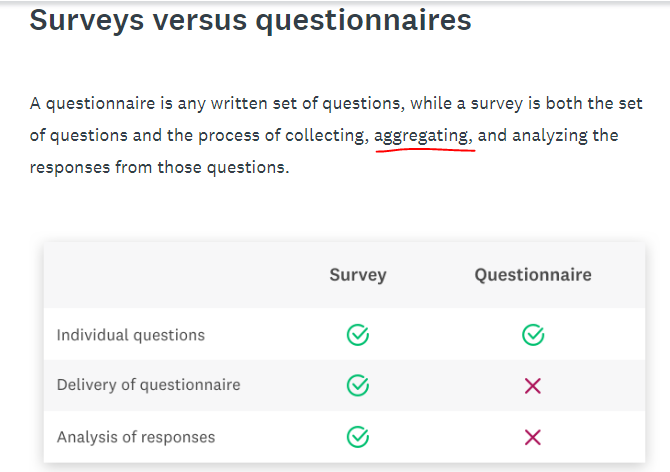 Surveys versus questionnaires
A questionnaire is any written set of questions, while a survey is both the set
of questions and the process of collecting, aggregating, and analyzing the
responses from those questions.
Survey Questionnaire
Individual questions
Delivery of questionnaire
Analysis of responses